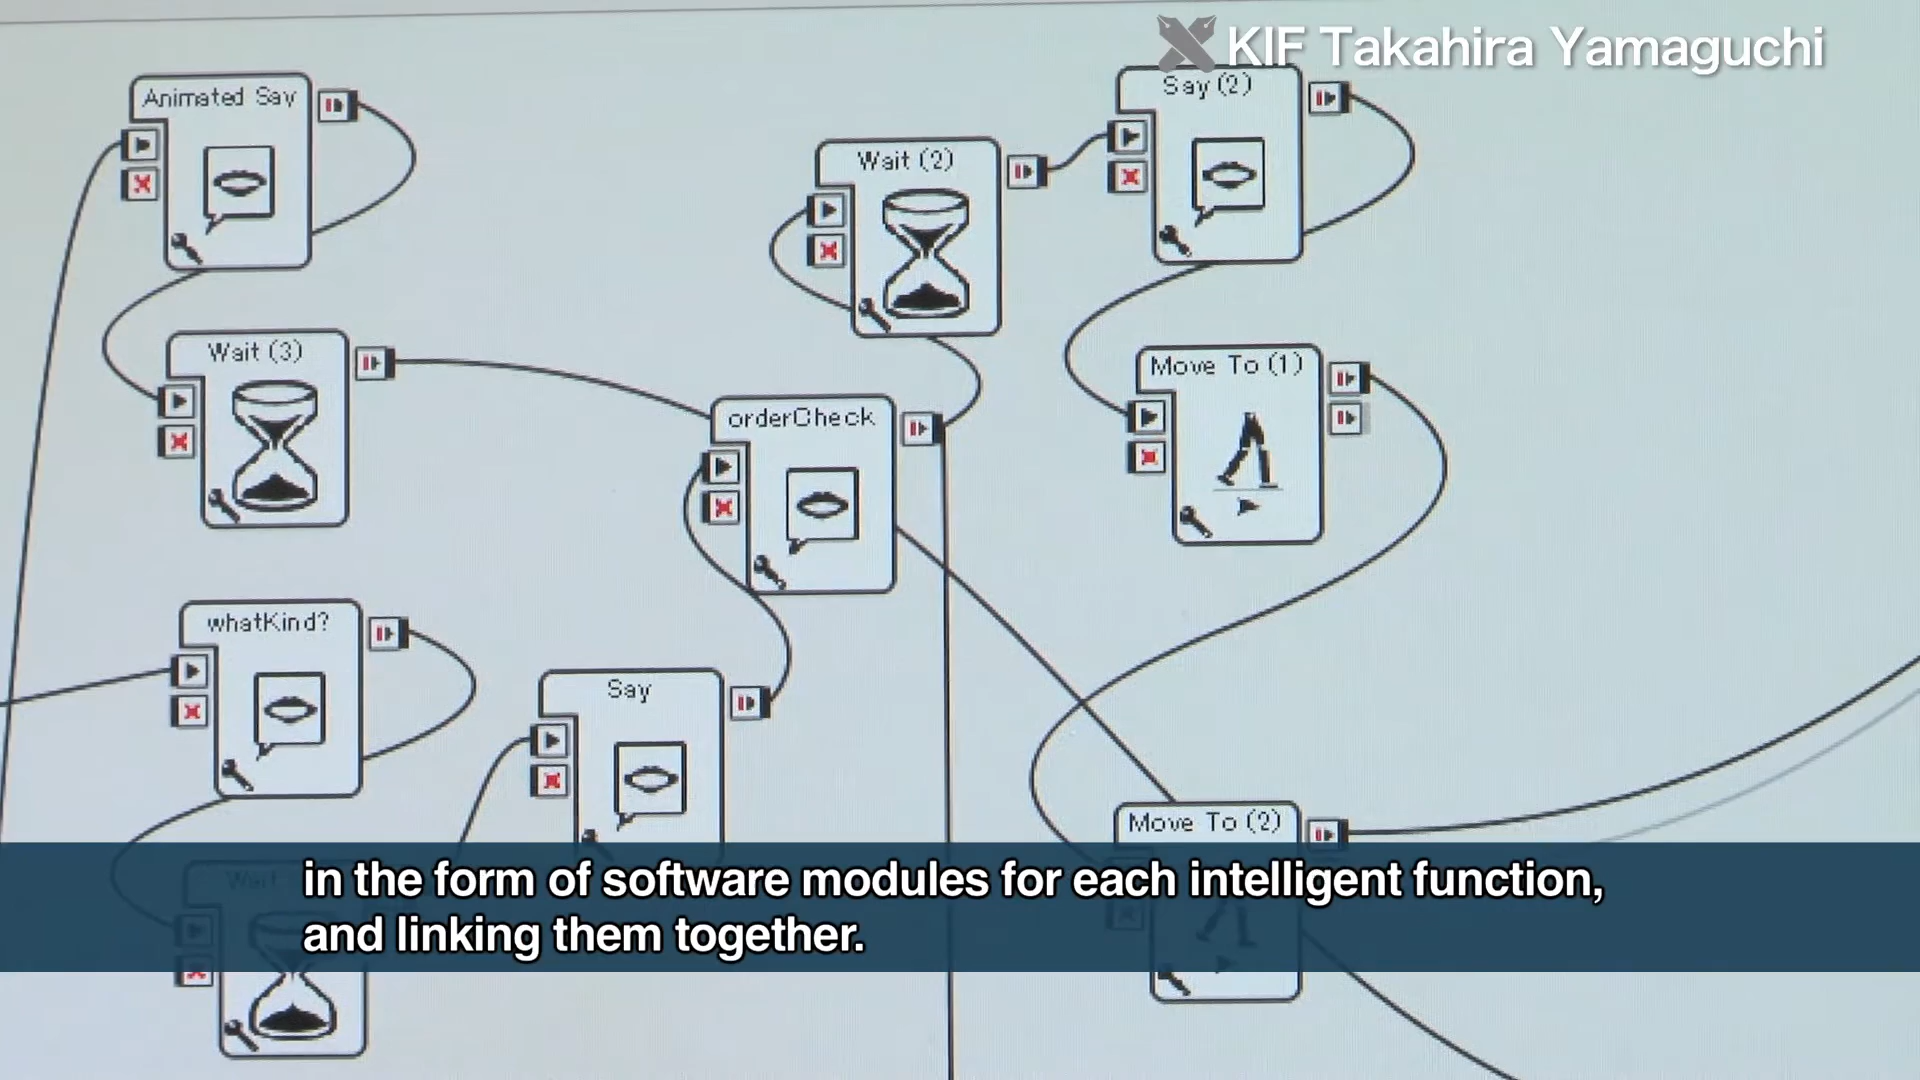 KIF Takahira Yamaguchi
Animated Say
Say (2)
Wait (2)
Wait (3)
Move To (1)
orderCheck
whatKind?
Say
Move To (2)
Wait
in the form of software modules for each intelligent function,
and linking them together.